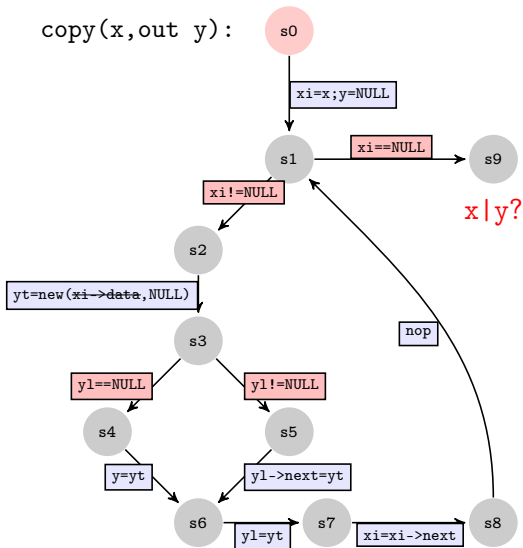 copy(x,out y):
s0
xi=x;y=NULL
s1
xi==NULL
s9
xi!=NULL
x|y?
s2
yt=new(xi->data,NULL)
s3
nop
yl==NULL
yl!=NULL
s4
s5
y=yt
yl->next=yt
s6
s7
s8
yl=yt
xi=xi->next